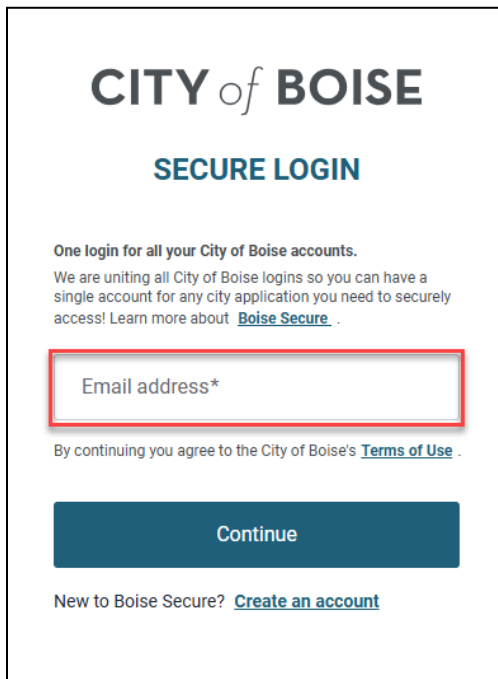 CITY of BOISE
SECURE LOGIN
One login for all your City of Boise accounts.
We are uniting all City of Boise logins so you can have a
single account for any city application you need to securely
access! Learn more about Boise Secure .
Email address*
By continuing you agree to the City of Boise's Terms of Use .
Continue
New to Boise Secure? Create an account